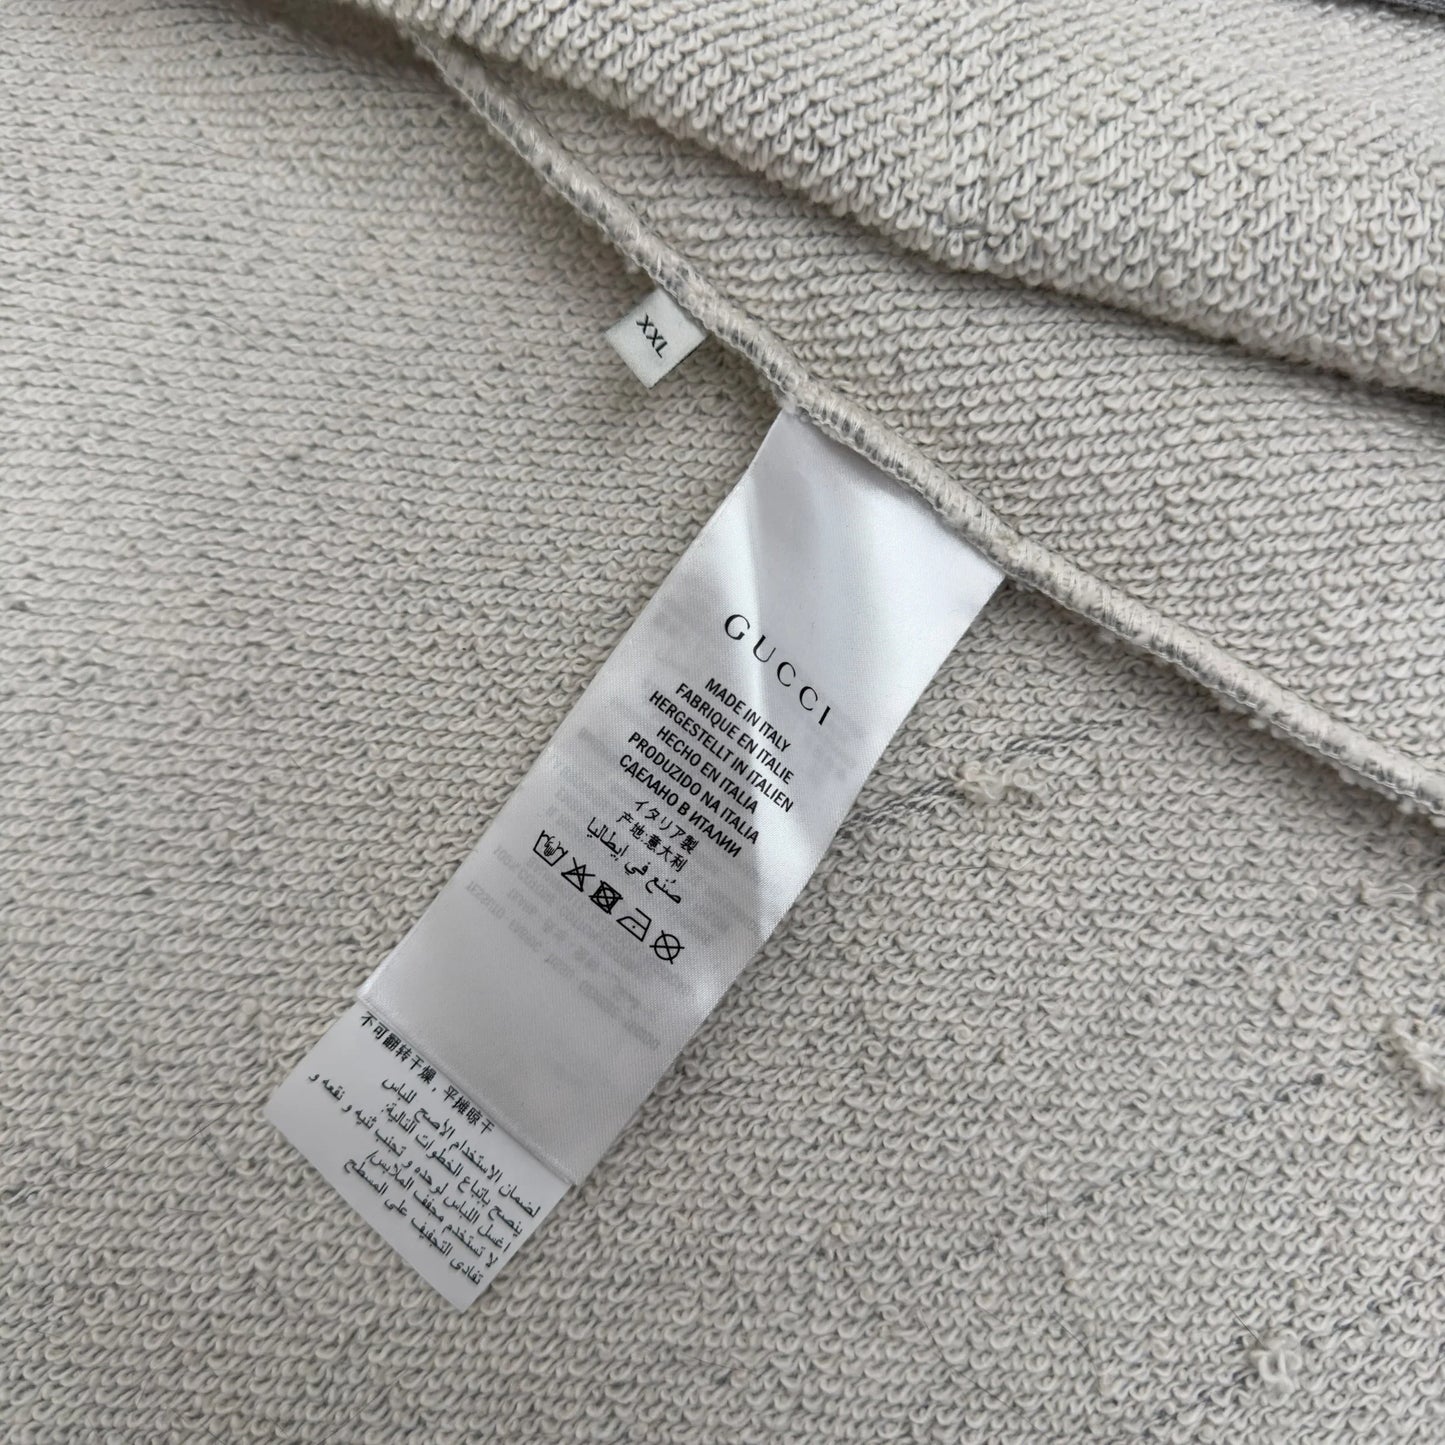 XXL
GUCCI
MADE IN ITALY
FABRIQUE EN ITALIE
HERGESTELLT IN ITALIEN
HECHO EN ITALIA
PRODUZIDO NA ITALIA
СДЕЛАНО В ИТАЛИИ
イタリア製
产地:意大利
صُنع في إيطاليا
不可翻转干燥，平摊晾干
لضمان الاستخدام الأصح للباس
ينصح بإتباع الخطوات التالية:
اغسل اللباس لوحده و تجنب ثنيه و نقعه و
لا تستخدم مجفف الملابس/
تفادى التجفيف على المسطح